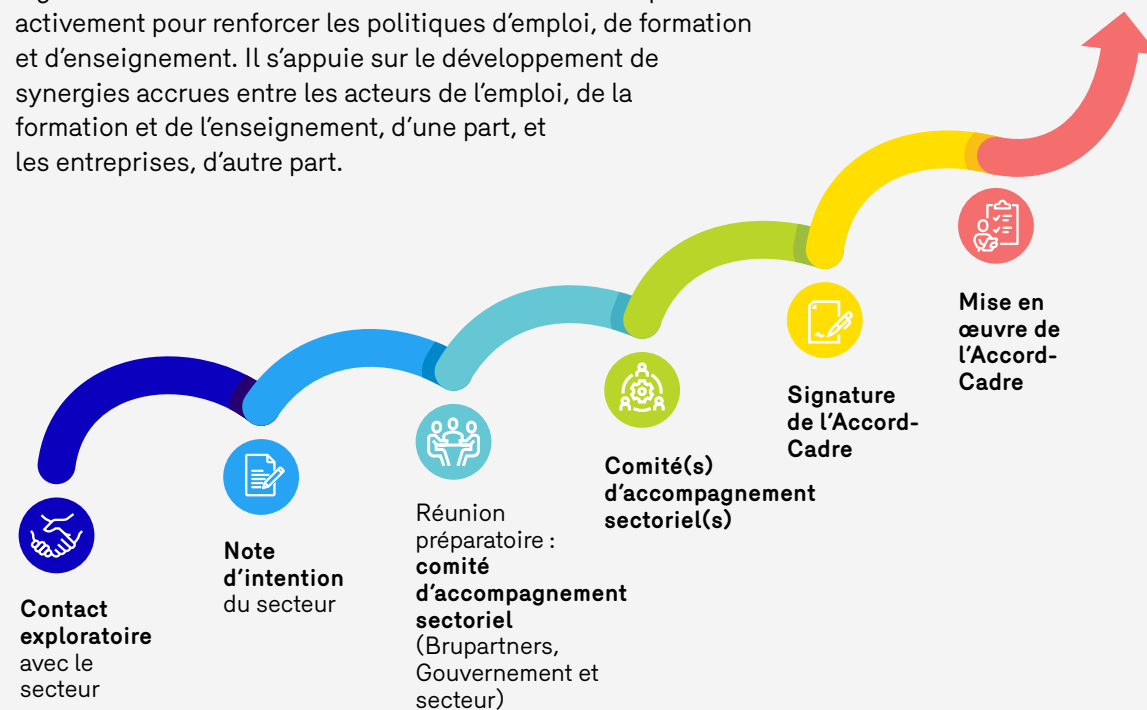 activement pour renforcer les politiques d’emploi, de formation
et d’enseignement. Il s’appuie sur le développement de
synergies accrues entre les acteurs de l’emploi, de la
formation et de l’enseignement, d’une part, et
les entreprises, d’autre part.
Contact
exploratoire
avec le
secteur
Note
d’intention
du secteur
Réunion
préparatoire :
comité
d’accompagnement
sectoriel
(Brupartners,
Gouvernement et
secteur)
Comité(s)
d’accompagnement
sectoriel(s)
Signature
de l’Accord-
Cadre
Mise en
œuvre de
l’Accord-
Cadre